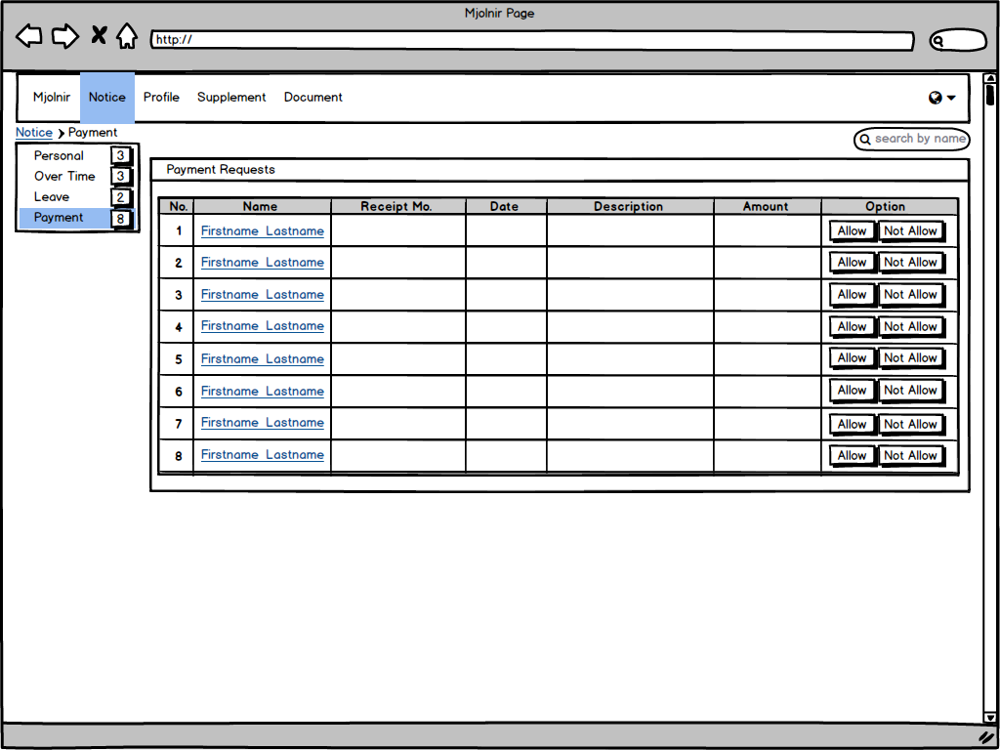 Mjolnir Page
http://
Mjolnir Notice Profile Supplement Document
Notice Payment
search by name
Personal 3
Over Time 3
Leave 2
Payment 8
Payment Requests
No. Name Receipt Mo. Date Description Amount Option
1 Firstname Lastname Allow Not Allow
2 Firstname Lastname Allow Not Allow
3 Firstname Lastname Allow Not Allow
4 Firstname Lastname Allow Not Allow
5 Firstname Lastname Allow Not Allow
6 Firstname Lastname Allow Not Allow
7 Firstname Lastname Allow Not Allow
8 Firstname Lastname Allow Not Allow